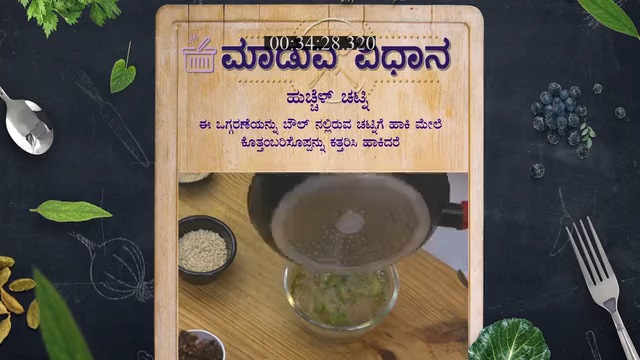 00:34:28.320
ಮಾಡುವ ವಿಧಾನ
ಹುಚ್ಚೆಳ್ ಚಟ್ನಿ
ಈ ಒಗ್ಗರಣೆಯನ್ನು ಬೌಲ್ ನಲ್ಲಿರುವ ಚಟ್ನಿಗೆ ಹಾಕಿ ಮೇಲೆ
ಕೊತ್ತಂಬರಿಸೊಪ್ಪನ್ನು ಕತ್ತರಿಸಿ ಹಾಕಿದರೆ